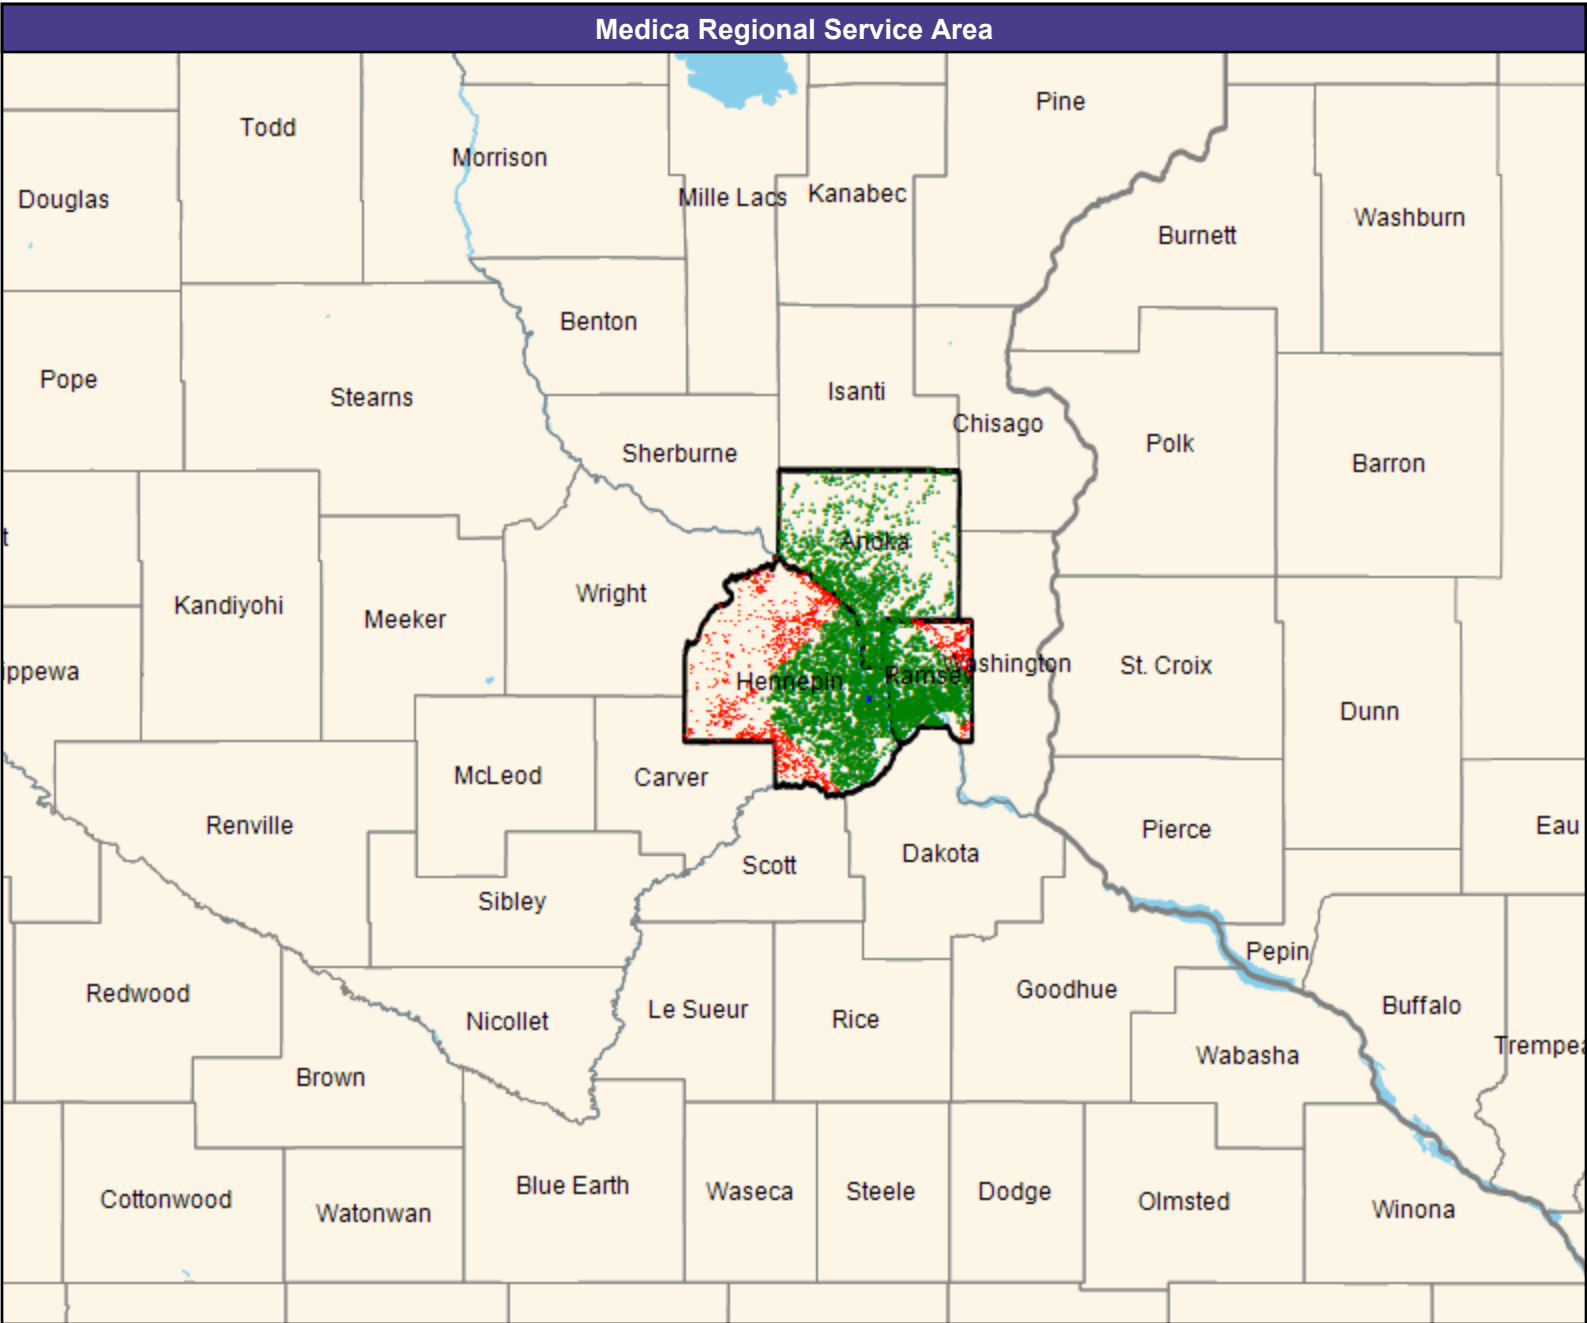 Medica Regional Service Area
Pine
Todd
Morrison
Douglas
Mille Lacs
Kanabec
Washburn
Burnett
Benton
Pope
Stearns
Isanti
Chisago
Polk
Sherburne
Barron
t
Anoka
Kandiyohi
Wright
Meeker
ippewa
Hennepin
Ramsey
Washington
St. Croix
Dunn
McLeod
Carver
Renville
Pierce
Eau
Scott
Dakota
Sibley
Pepin
Redwood
Nicollet
Le Sueur
Rice
Goodhue
Buffalo
Trempea
Wabasha
Brown
Cottonwood
Watonwan
Blue Earth
Waseca
Steele
Dodge
Olmsted
Winona